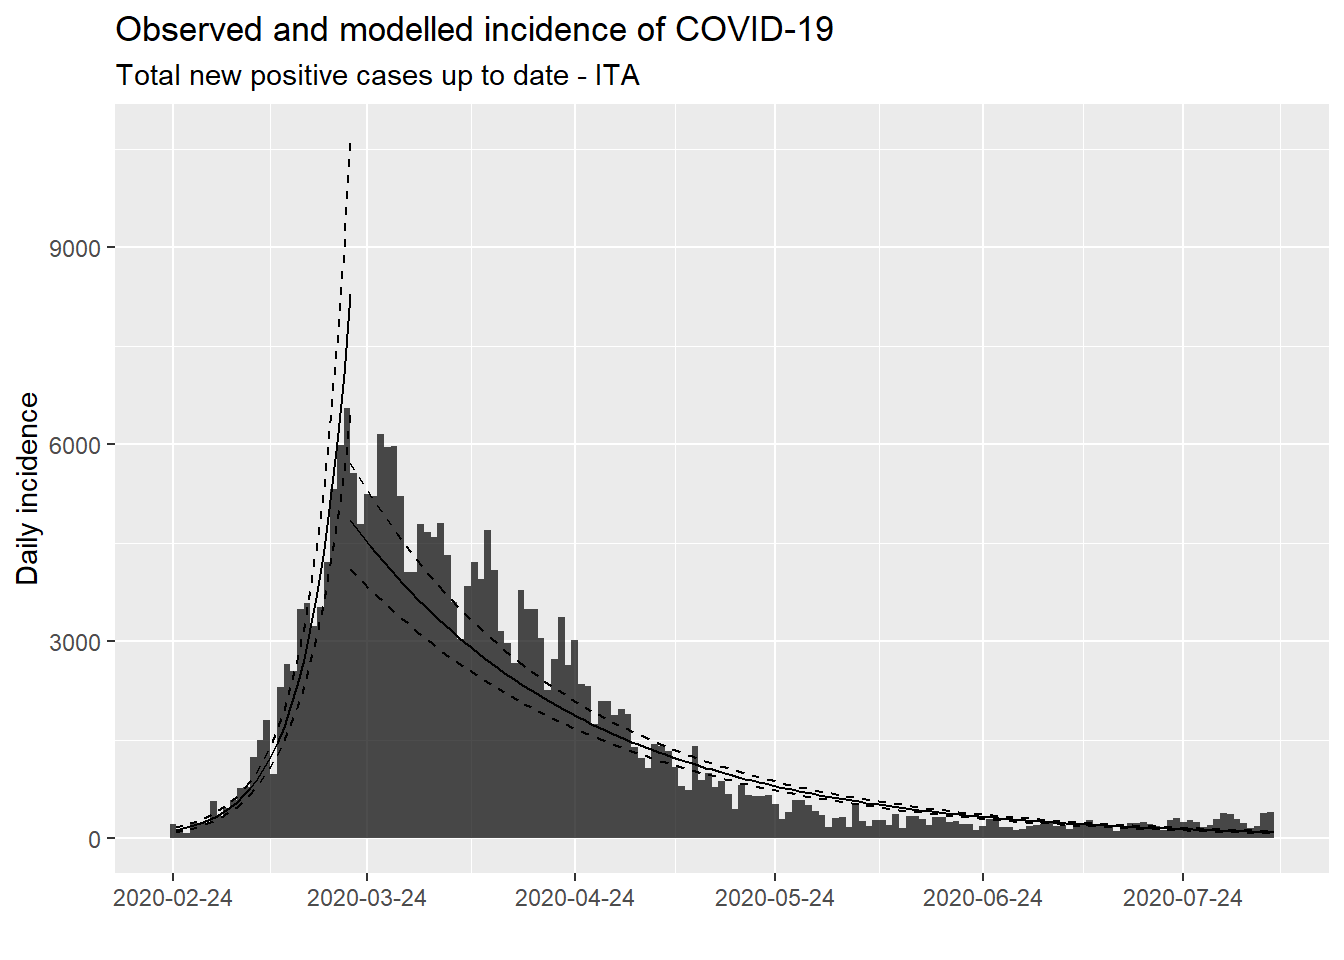 Observed and modelled incidence of COVID-19
Total new positive cases up to date - ITA
Daily incidence
9000
6000
3000
0
2020-02-24 2020-03-24 2020-04-24 2020-05-24 2020-06-24 2020-07-24